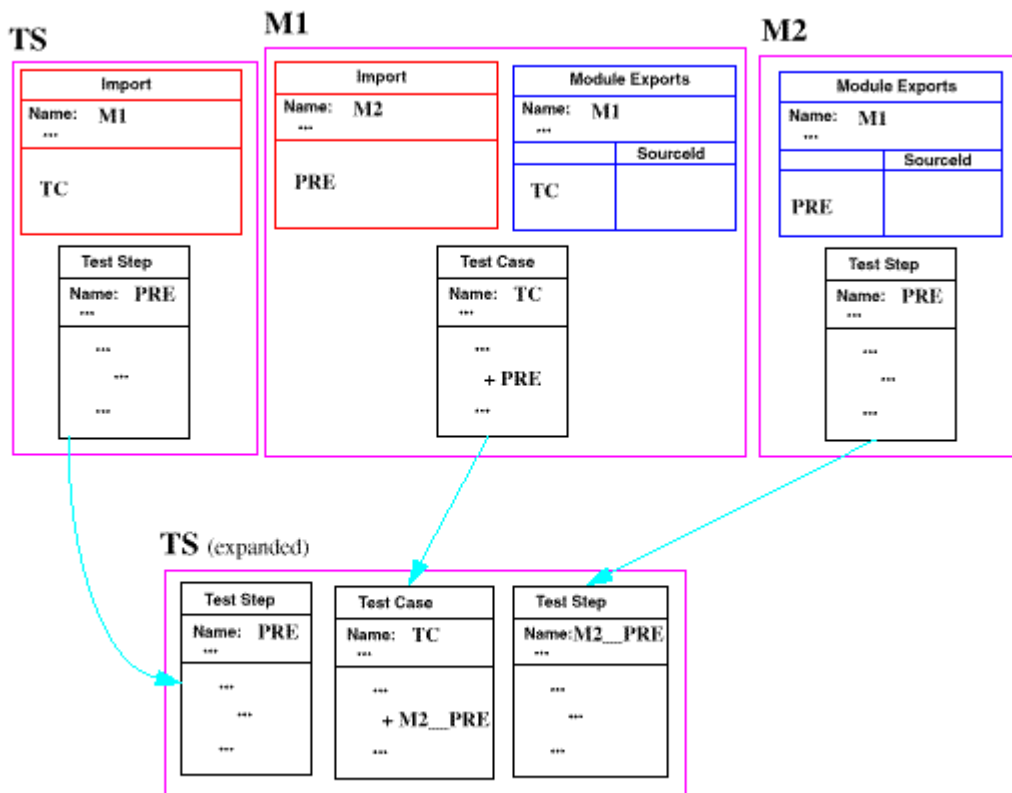 TS
Import
Name: M1
...
TC
Test Step
Name: PRE
...
...
...
...
M1
Import
Name: M2
...
PRE
Module Exports
Name: M1
...
SourceId
TC
Test Case
Name: TC
...
...
+ PRE
...
M2
Module Exports
Name: M1
...
SourceId
PRE
Test Step
Name: PRE
...
...
...
...
TS (expanded)
Test Step
Name: PRE
...
...
...
...
Test Case
Name: TC
...
...
+ M2__PRE
...
Test Step
Name:M2__PRE
...
...
...
...